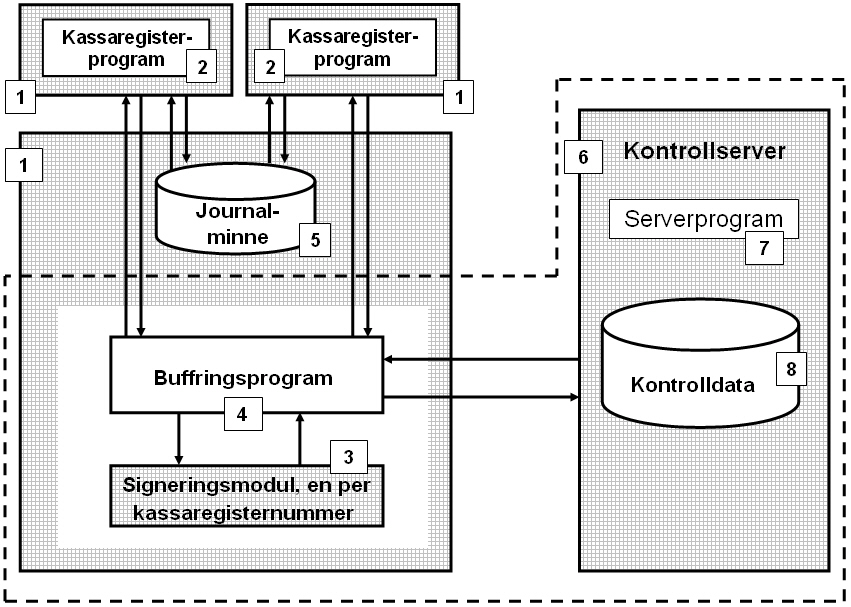 Kassaregister-
program
2
1
Kassaregister-
program
2
1
1
Journal-
minne
5
6
Kontrollserver
Serverprogram
7
Kontrolldata
8
Buffringsprogram
4
3
Signeringsmodul, en per
kassaregisternummer